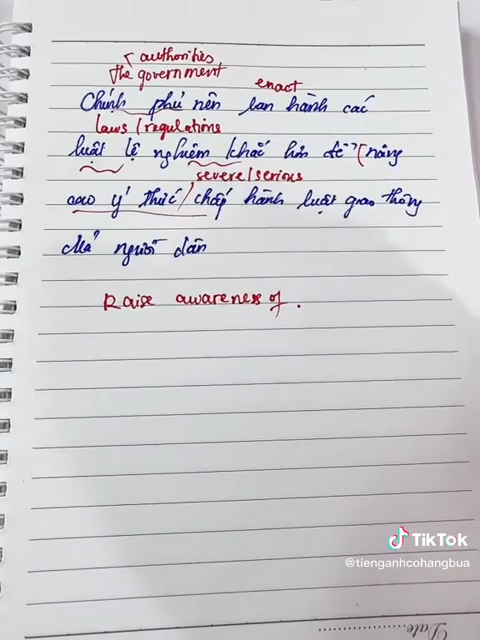 authorities
the government
enact
Chính phủ nên ban hành các
laws / regulations
luật lệ nghiêm khắc hơn để (nâng
severe/serious
cao ý thức / chấp hành luật giao thông
của người dân
Raise awareness of.
TikTok
@tienganhcohangbua
Date